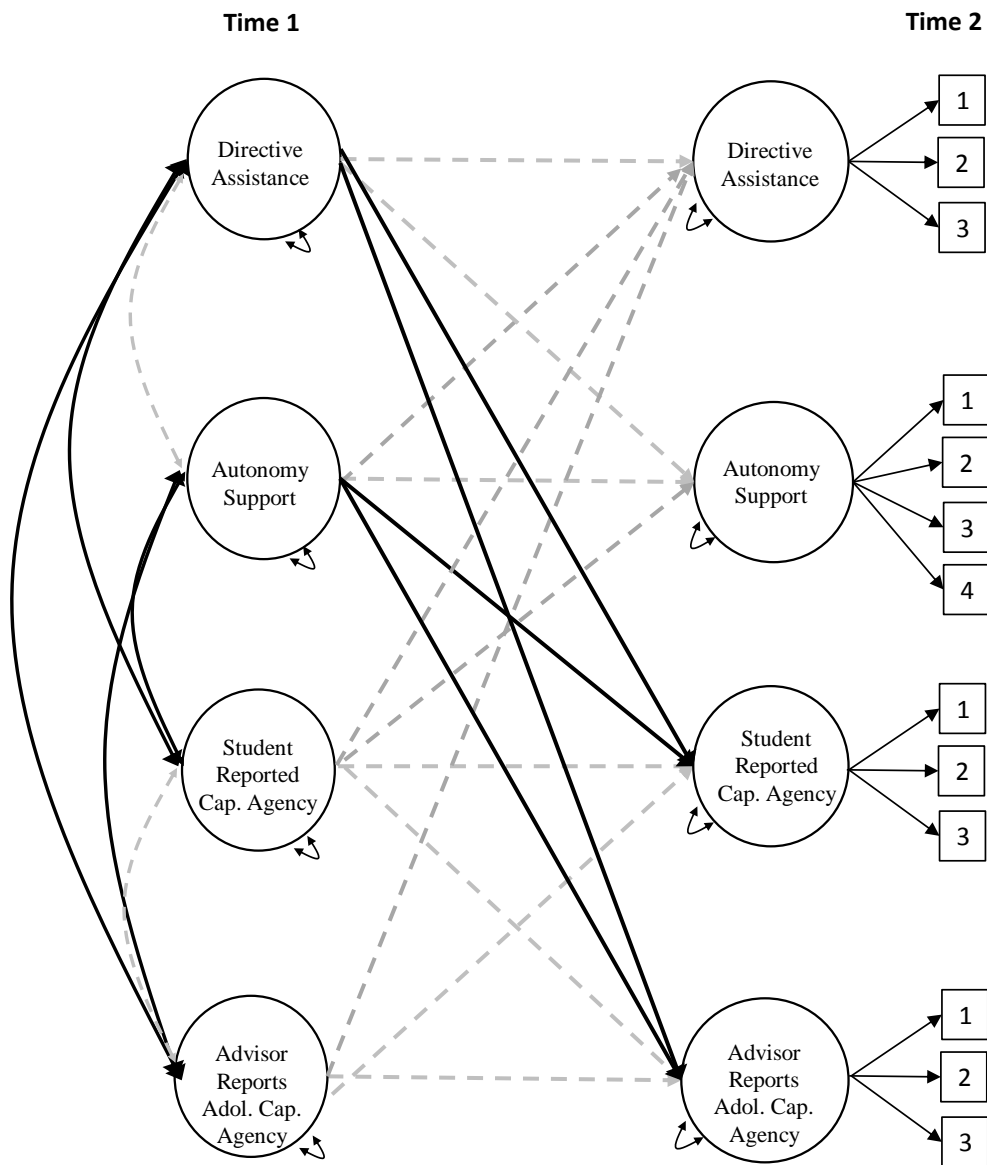 Time 1
Time 2
Directive
Assistance
Directive
Assistance
1
2
3
Autonomy
Support
Autonomy
Support
1
2
3
4
Student
Reported
Cap. Agency
Student
Reported
Cap. Agency
1
2
3
Advisor
Reports
Adol. Cap.
Agency
Advisor
Reports
Adol. Cap.
Agency
1
2
3